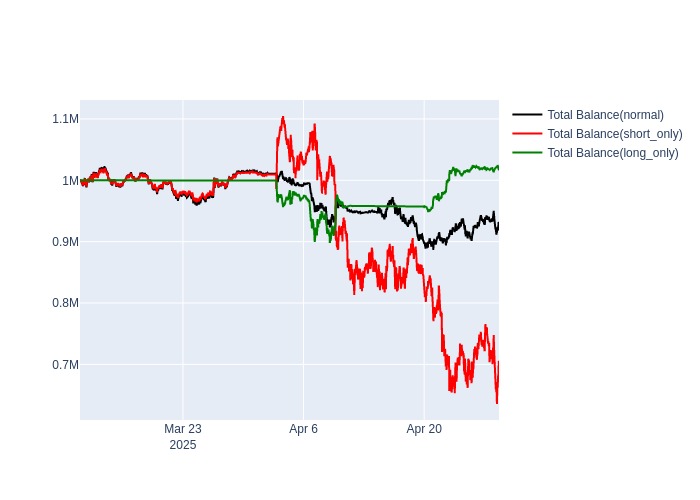 1.1M
1M
0.9M
0.8M
0.7M
Mar 23
2025
Apr 6
Apr 20
Total Balance(normal)
Total Balance(short_only)
Total Balance(long_only)